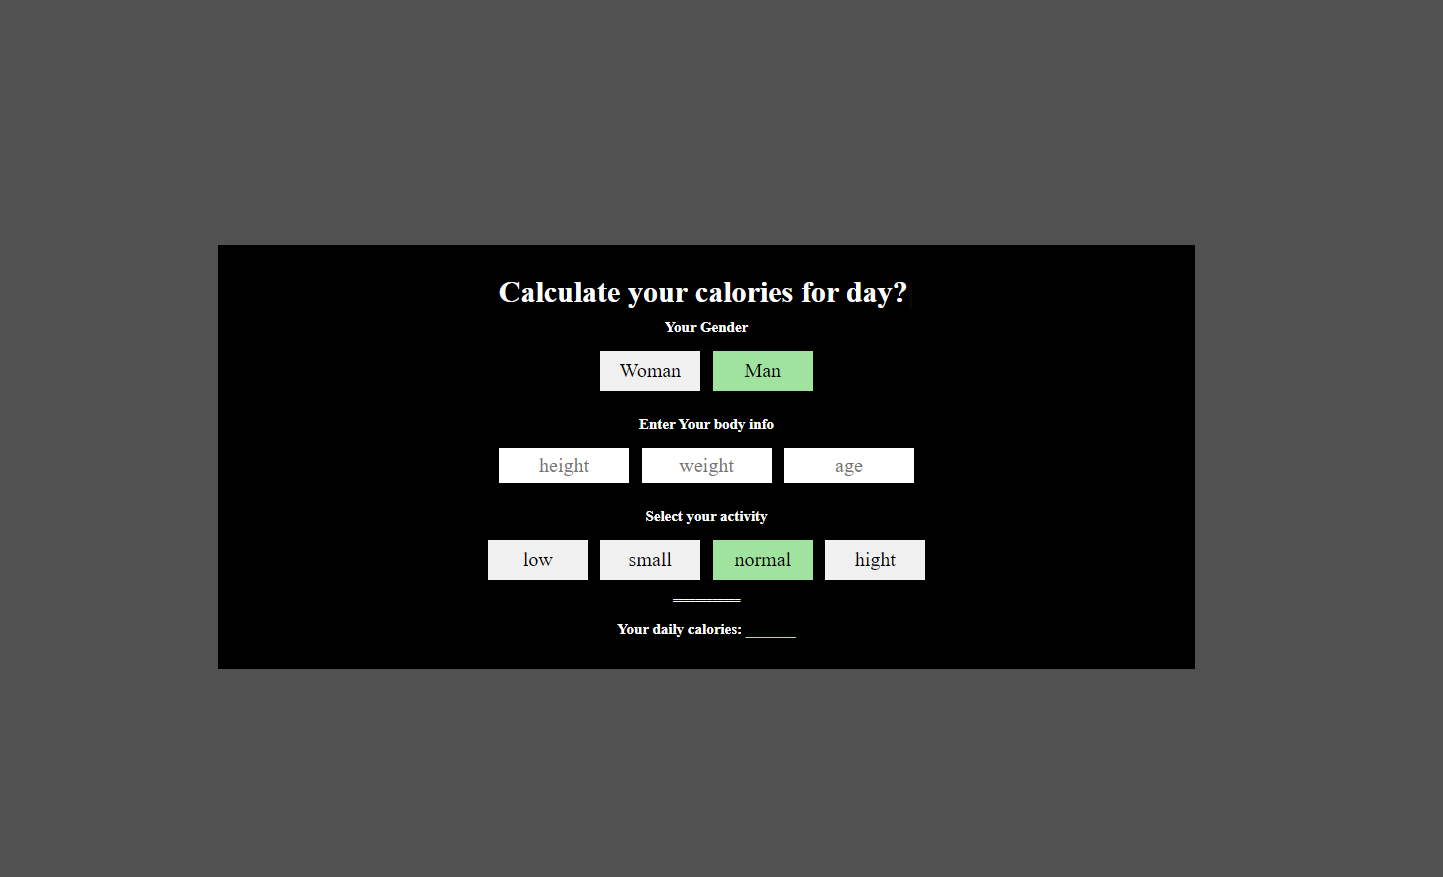 Calculate your calories for day?
Your Gender
Woman Man
Enter Your body info
height weight age
Select your activity
low small normal hight
============
Your daily calories: _______